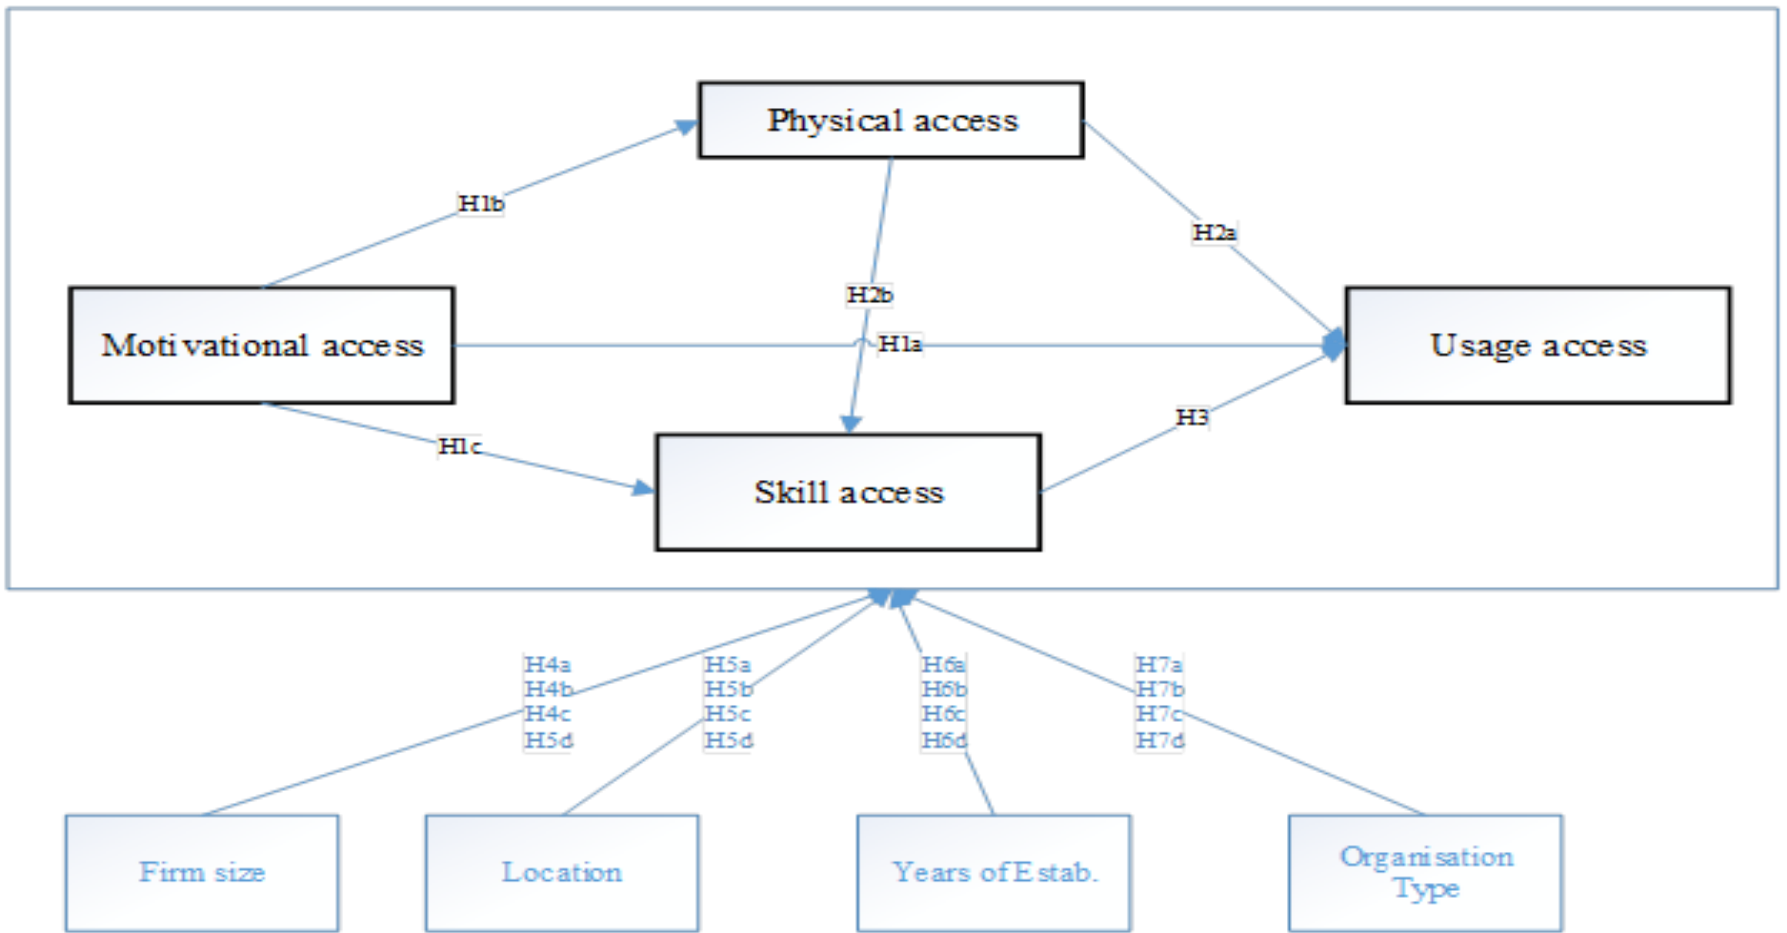 Physical access
H1b
H2a
H2b
Motivational access
H1a
Usage access
H3
H1c
Skill access
H4a
H4b
H4c
H5d
H5a
H5b
H5c
H5d
H6a
H6b
H6c
H6d
H7a
H7b
H7c
H7d
Firm size
Location
Years of Estab.
Organisation
Type